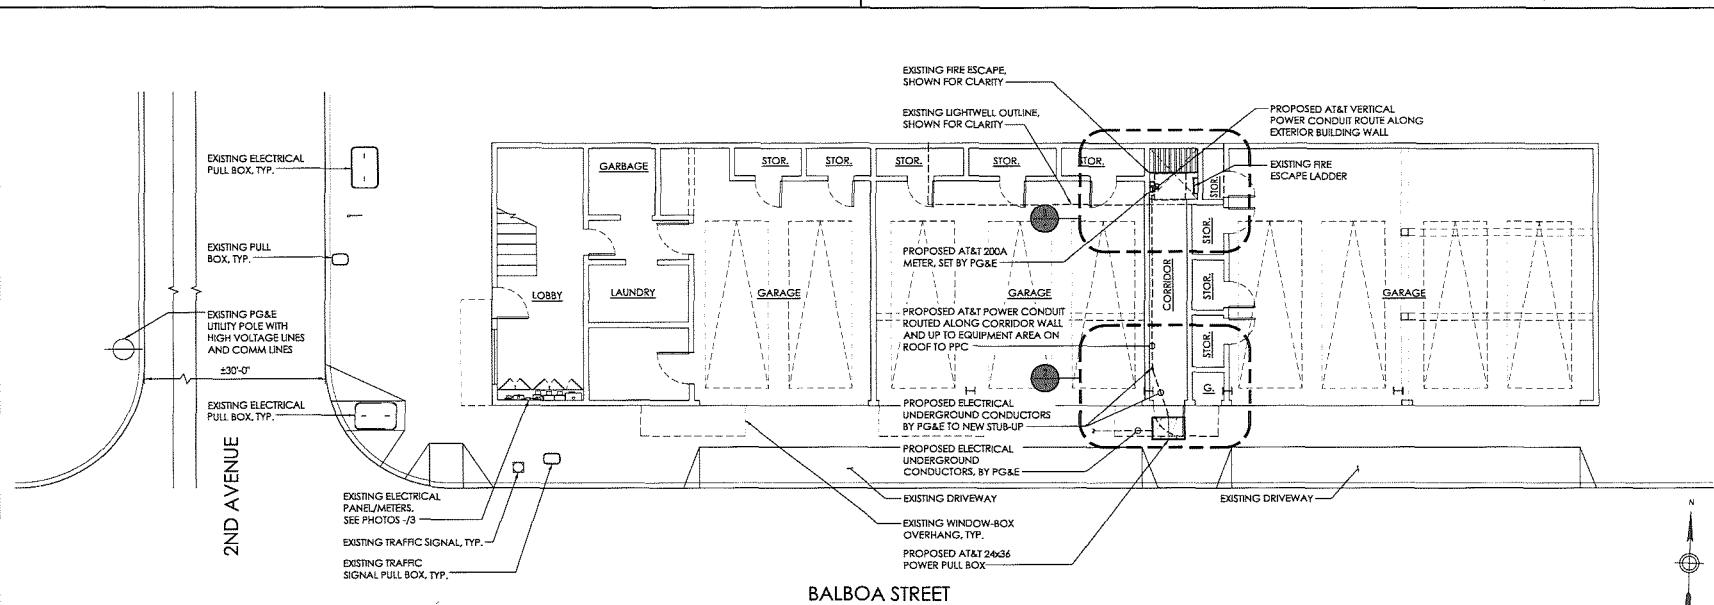 EXISTING FIRE ESCAPE,
SHOWN FOR CLARITY
EXISTING LIGHTWELL OUTLINE,
SHOWN FOR CLARITY
PROPOSED AT&T VERTICAL
POWER CONDUIT ROUTE ALONG
EXTERIOR BUILDING WALL
EXISTING FIRE
ESCAPE LADDER
EXISTING ELECTRICAL
PULL BOX, TYP.
EXISTING PULL
BOX, TYP.
EXISTING PG&E
UTILITY POLE WITH
HIGH VOLTAGE LINES
AND COMM LINES
±30'-0"
EXISTING ELECTRICAL
PULL BOX, TYP.
2ND AVENUE
GARBAGE
STOR.
STOR.
STOR.
STOR.
STOR.
STOR.
STOR.
STOR.
STOR.
G.
LOBBY
LAUNDRY
GARAGE
GARAGE
CORRIDOR
GARAGE
PROPOSED AT&T 200A
METER, SET BY PG&E
PROPOSED AT&T POWER CONDUIT
ROUTED ALONG CORRIDOR WALL
AND UP TO EQUIPMENT AREA ON
ROOF TO PPC
PROPOSED ELECTRICAL
UNDERGROUND CONDUCTORS
BY PG&E TO NEW STUB-UP
PROPOSED ELECTRICAL
UNDERGROUND
CONDUCTORS, BY PG&E
EXISTING DRIVEWAY
EXISTING DRIVEWAY
EXISTING WINDOW-BOX
OVERHANG, TYP.
PROPOSED AT&T 24x36
POWER PULL BOX
EXISTING ELECTRICAL
PANEL/METERS,
SEE PHOTOS -/3
EXISTING TRAFFIC SIGNAL, TYP.
EXISTING TRAFFIC
SIGNAL PULL BOX, TYP.
BALBOA STREET
N